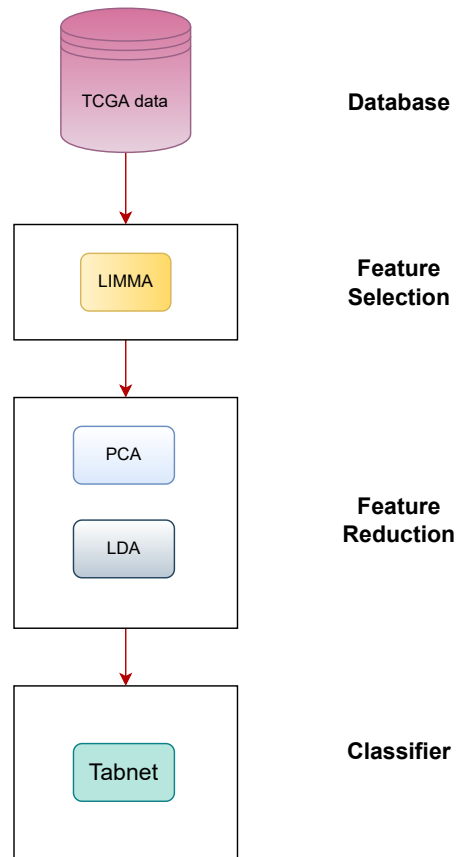 TCGA data
Database
LIMMA
Feature
Selection
PCA
LDA
Feature
Reduction
Tabnet
Classifier